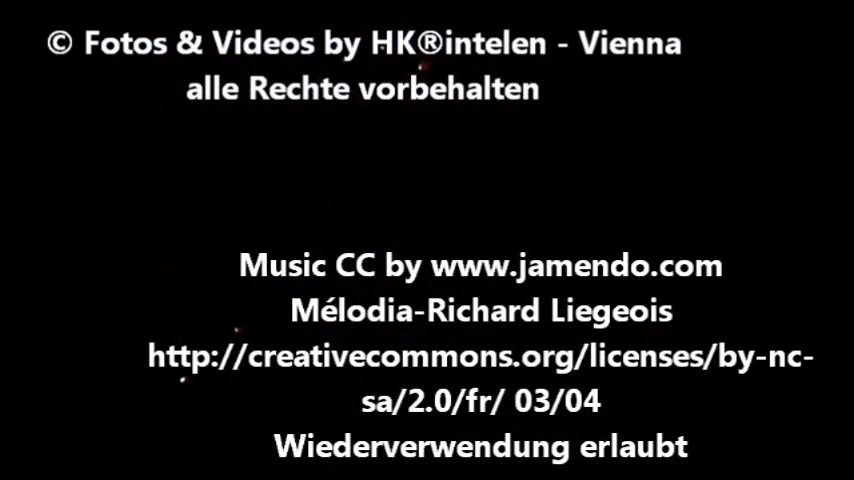 © Fotos & Videos by HK®intelen - Vienna
alle Rechte vorbehalten
Music CC by www.jamendo.com
Mélodia-Richard Liegeois
http://creativecommons.org/licenses/by-nc-
sa/2.0/fr/ 03/04
Wiederverwendung erlaubt